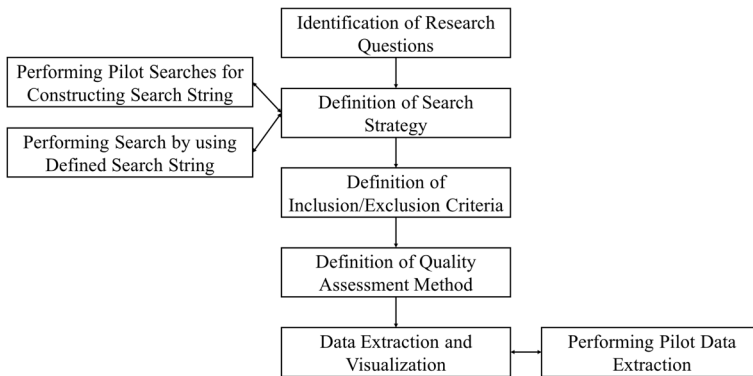 Identification of Research
Questions
Performing Pilot Searches for
Constructing Search String
Definition of Search
Strategy
Performing Search by using
Defined Search String
Definition of
Inclusion/Exclusion Criteria
Definition of Quality
Assessment Method
Data Extraction and
Visualization
Performing Pilot Data
Extraction